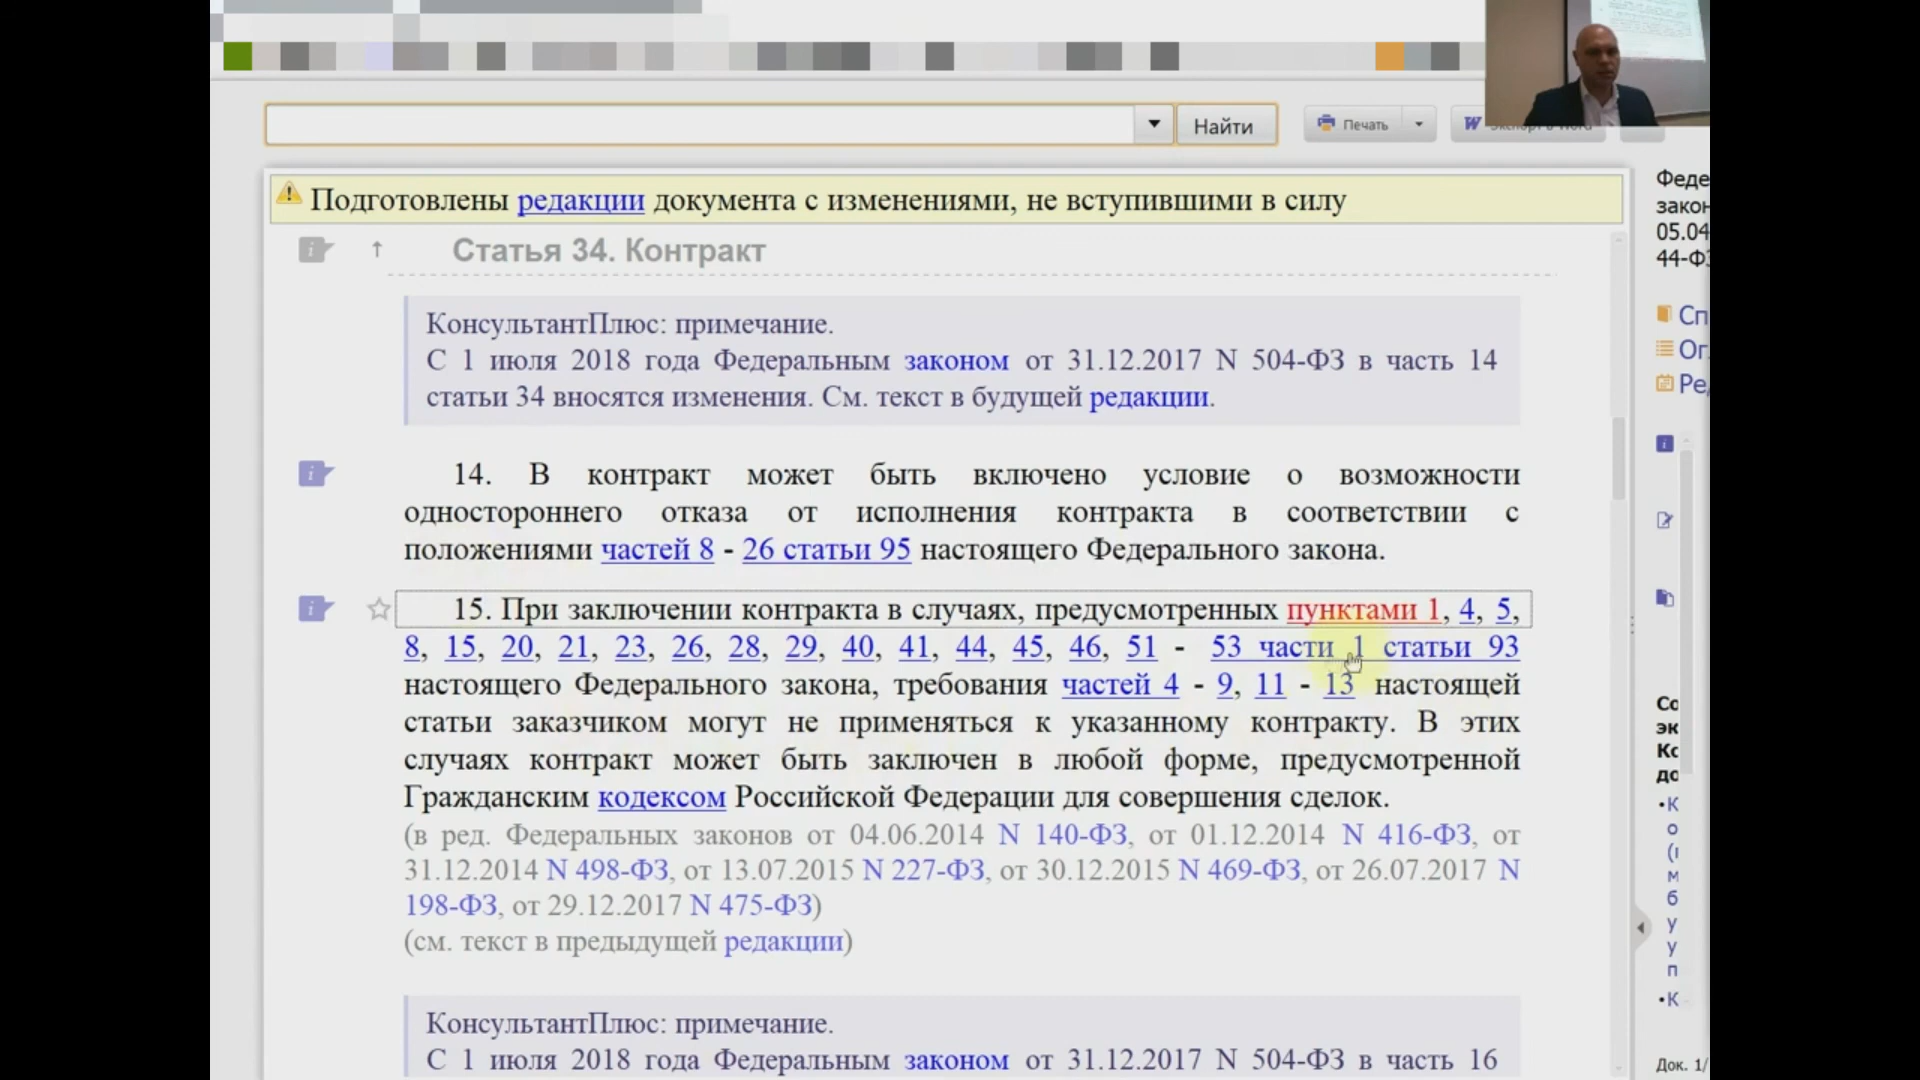 Найти
Печать
Подготовлены редакции документа с изменениями, не вступившими в силу
Статья 34. Контракт
КонсультантПлюс: примечание.
С 1 июля 2018 года Федеральным законом от 31.12.2017 N 504-ФЗ в часть 14
статьи 34 вносятся изменения. См. текст в будущей редакции.
14. В контракт может быть включено условие о возможности
одностороннего отказа от исполнения контракта в соответствии с
положениями частей 8 - 26 статьи 95 настоящего Федерального закона.
15. При заключении контракта в случаях, предусмотренных пунктами 1, 4, 5,
8, 15, 20, 21, 23, 26, 28, 29, 40, 41, 44, 45, 46, 51 - 53 части 1 статьи 93
настоящего Федерального закона, требования частей 4 - 9, 11 - 13 настоящей
статьи заказчиком могут не применяться к указанному контракту. В этих
случаях контракт может быть заключен в любой форме, предусмотренной
Гражданским кодексом Российской Федерации для совершения сделок.
(в ред. Федеральных законов от 04.06.2014 N 140-ФЗ, от 01.12.2014 N 416-ФЗ, от
31.12.2014 N 498-ФЗ, от 13.07.2015 N 227-ФЗ, от 30.12.2015 N 469-ФЗ, от 26.07.2017 N
198-ФЗ, от 29.12.2017 N 475-ФЗ)
(см. текст в предыдущей редакции)
КонсультантПлюс: примечание.
С 1 июля 2018 года Федеральным законом от 31.12.2017 N 504-ФЗ в часть 16
Феде
закон
05.04
44-ФЗ
Сп
Ог
Ре
Со
эк
Ко
до
•К
о
(
м
б
у
у
п
•К
Док. 1/